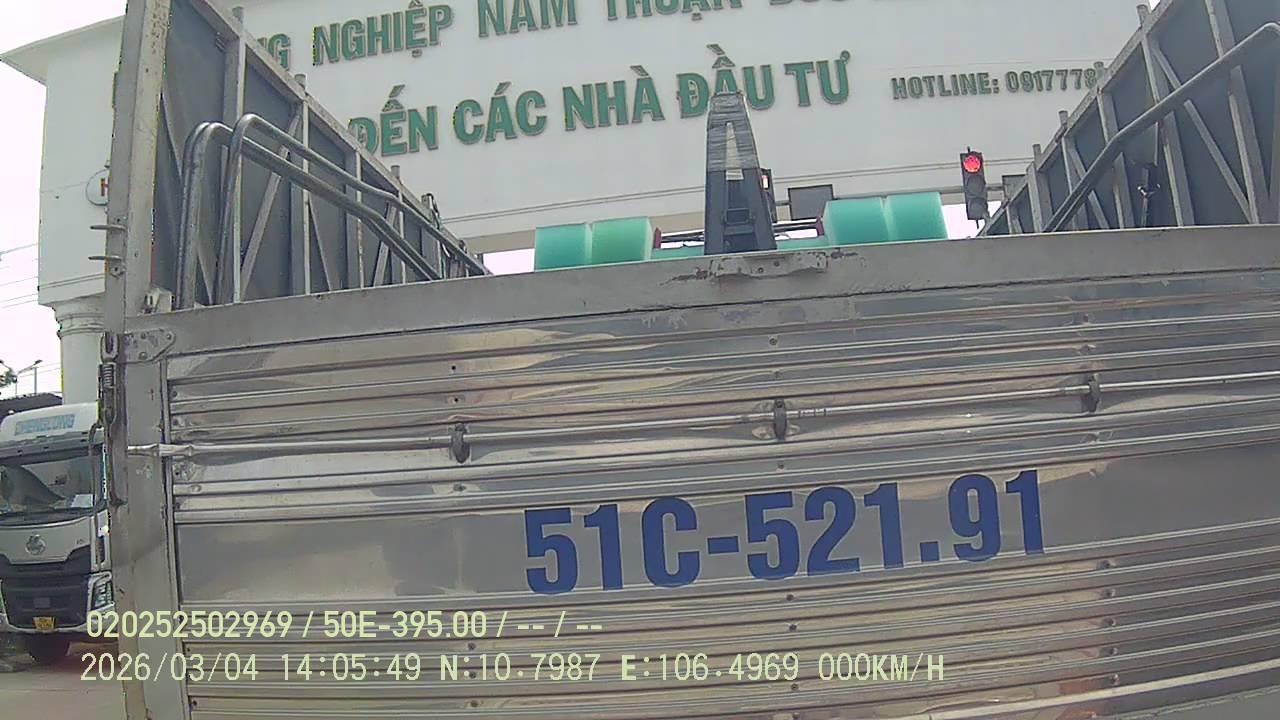 NGHIỆP NAM THUẬN
ĐẾN CÁC NHÀ ĐẦU TƯ
HOTLINE: 0917778
CHENGLONG
51C-521.91
020252502969 / 50E-395.00 / -- / --
2026/03/04 14:05:49 N:10.7987 E:106.4969 000KM/H